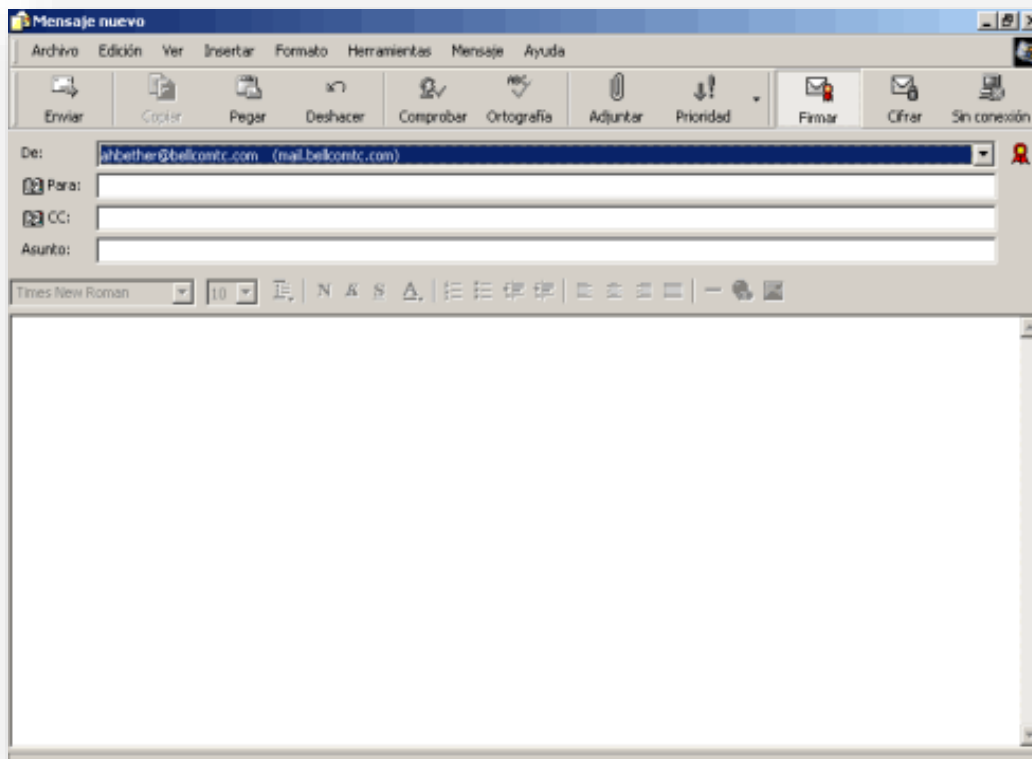 Mensaje nuevo
Archivo Edición Ver Insertar Formato Herramientas Mensaje Ayuda
Enviar Copiar Pegar Deshacer Comprobar Ortografía Adjuntar Prioridad Firmar Cifrar Sin conexión
De: ahbether@bellcomtc.com (mail.bellcomtc.com)
Para:
CC:
Asunto:
Times New Roman 10 N K S A